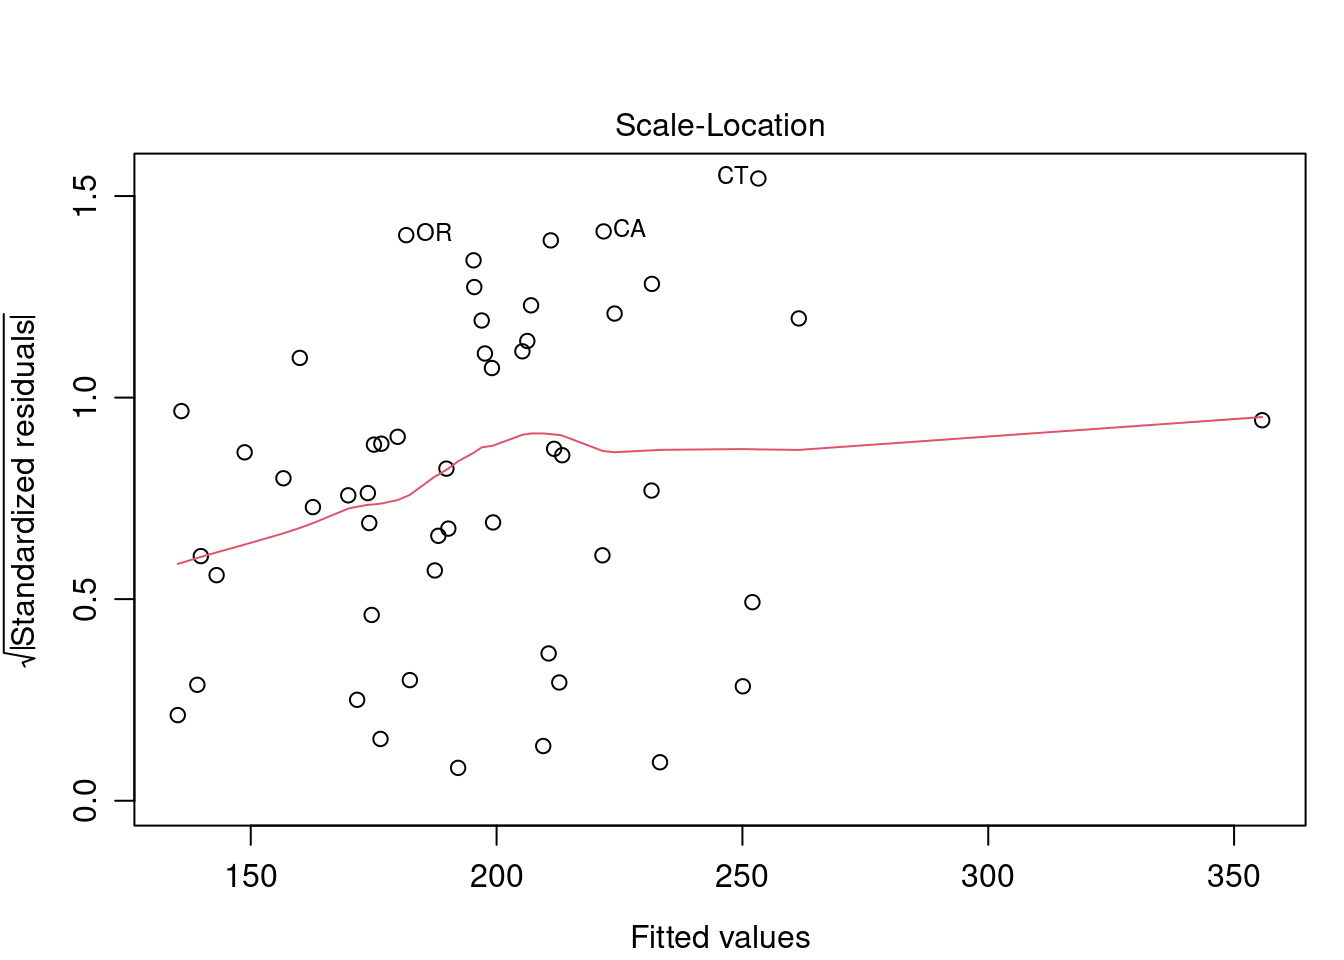 Scale-Location
√|Standardized residuals|
1.5
1.0
0.5
0.0
CT
OR
CA
150 200 250 300 350
Fitted values